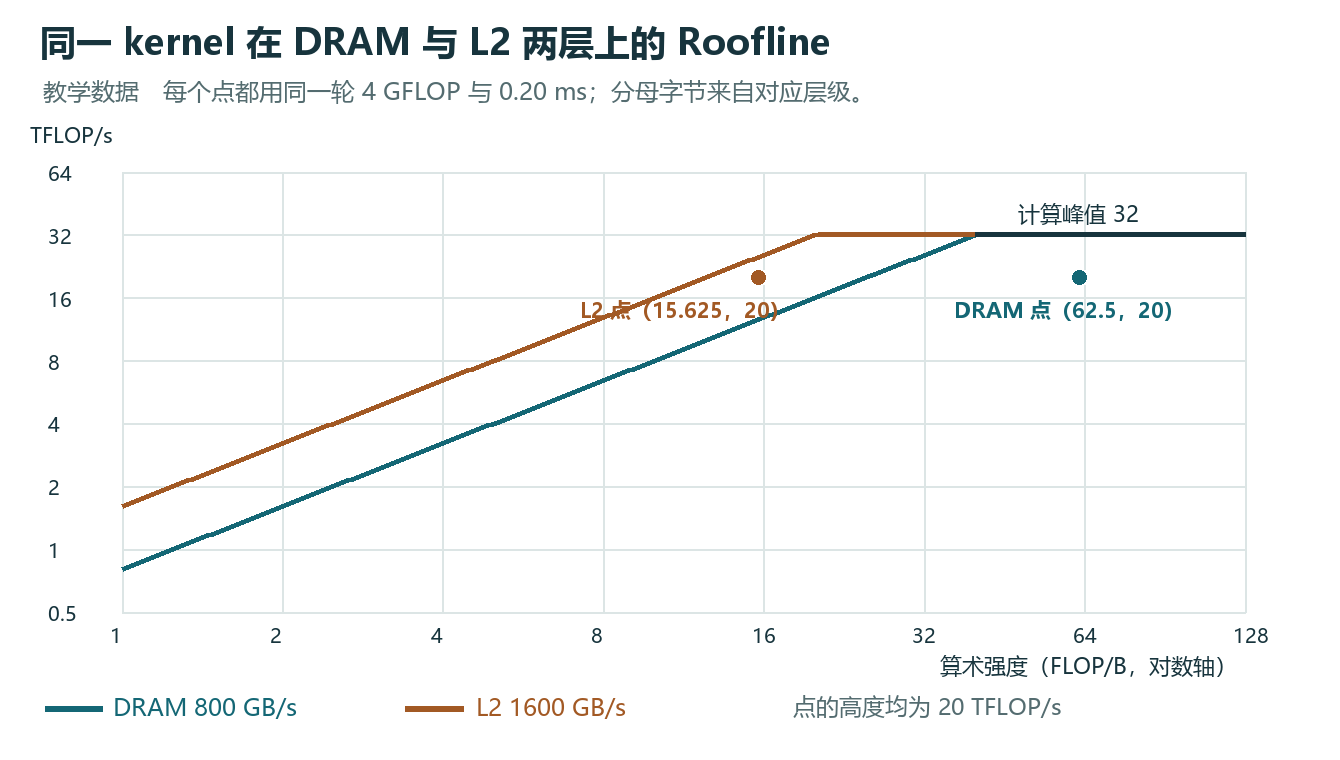 同一 kernel 在 DRAM 与 L2 两层上的 Roofline
教学数据 每个点都用同一轮 4 GFLOP 与 0.20 ms；分母字节来自对应层级。
TFLOP/s
64
计算峰值 32
32
16
L2 点（15.625，20）
DRAM 点（62.5，20）
8
4
2
1
0.5
1 2 4 8 16 32 64 128
算术强度（FLOP/B，对数轴）
DRAM 800 GB/s
L2 1600 GB/s
点的高度均为 20 TFLOP/s